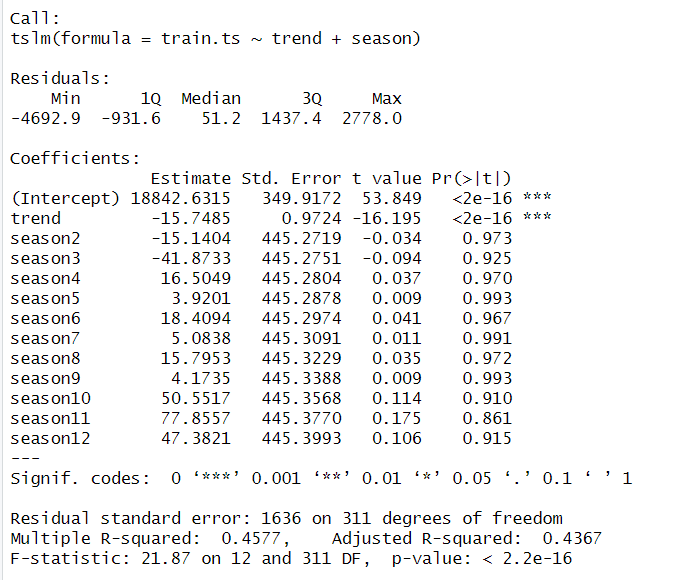 Call:
tslm(formula = train.ts ~ trend + season)

Residuals:
    Min      1Q  Median      3Q     Max
-4692.9  -931.6    51.2  1437.4  2778.0

Coefficients:
              Estimate Std. Error t value Pr(>|t|)
(Intercept) 18842.6315   349.9172  53.849   <2e-16 ***
trend         -15.7485     0.9724 -16.195   <2e-16 ***
season2       -15.1404   445.2719  -0.034    0.973
season3       -41.8733   445.2751  -0.094    0.925
season4        16.5049   445.2804   0.037    0.970
season5         3.9201   445.2878   0.009    0.993
season6        18.4094   445.2974   0.041    0.967
season7         5.0838   445.3091   0.011    0.991
season8        15.7953   445.3229   0.035    0.972
season9         4.1735   445.3388   0.009    0.993
season10       50.5517   445.3568   0.114    0.910
season11       77.8557   445.3770   0.175    0.861
season12       47.3821   445.3993   0.106    0.915
---
Signif. codes:  0 ‘***’ 0.001 ‘**’ 0.01 ‘*’ 0.05 ‘.’ 0.1 ‘ ’ 1

Residual standard error: 1636 on 311 degrees of freedom
Multiple R-squared:  0.4577,    Adjusted R-squared:  0.4367
F-statistic: 21.87 on 12 and 311 DF,  p-value: < 2.2e-16